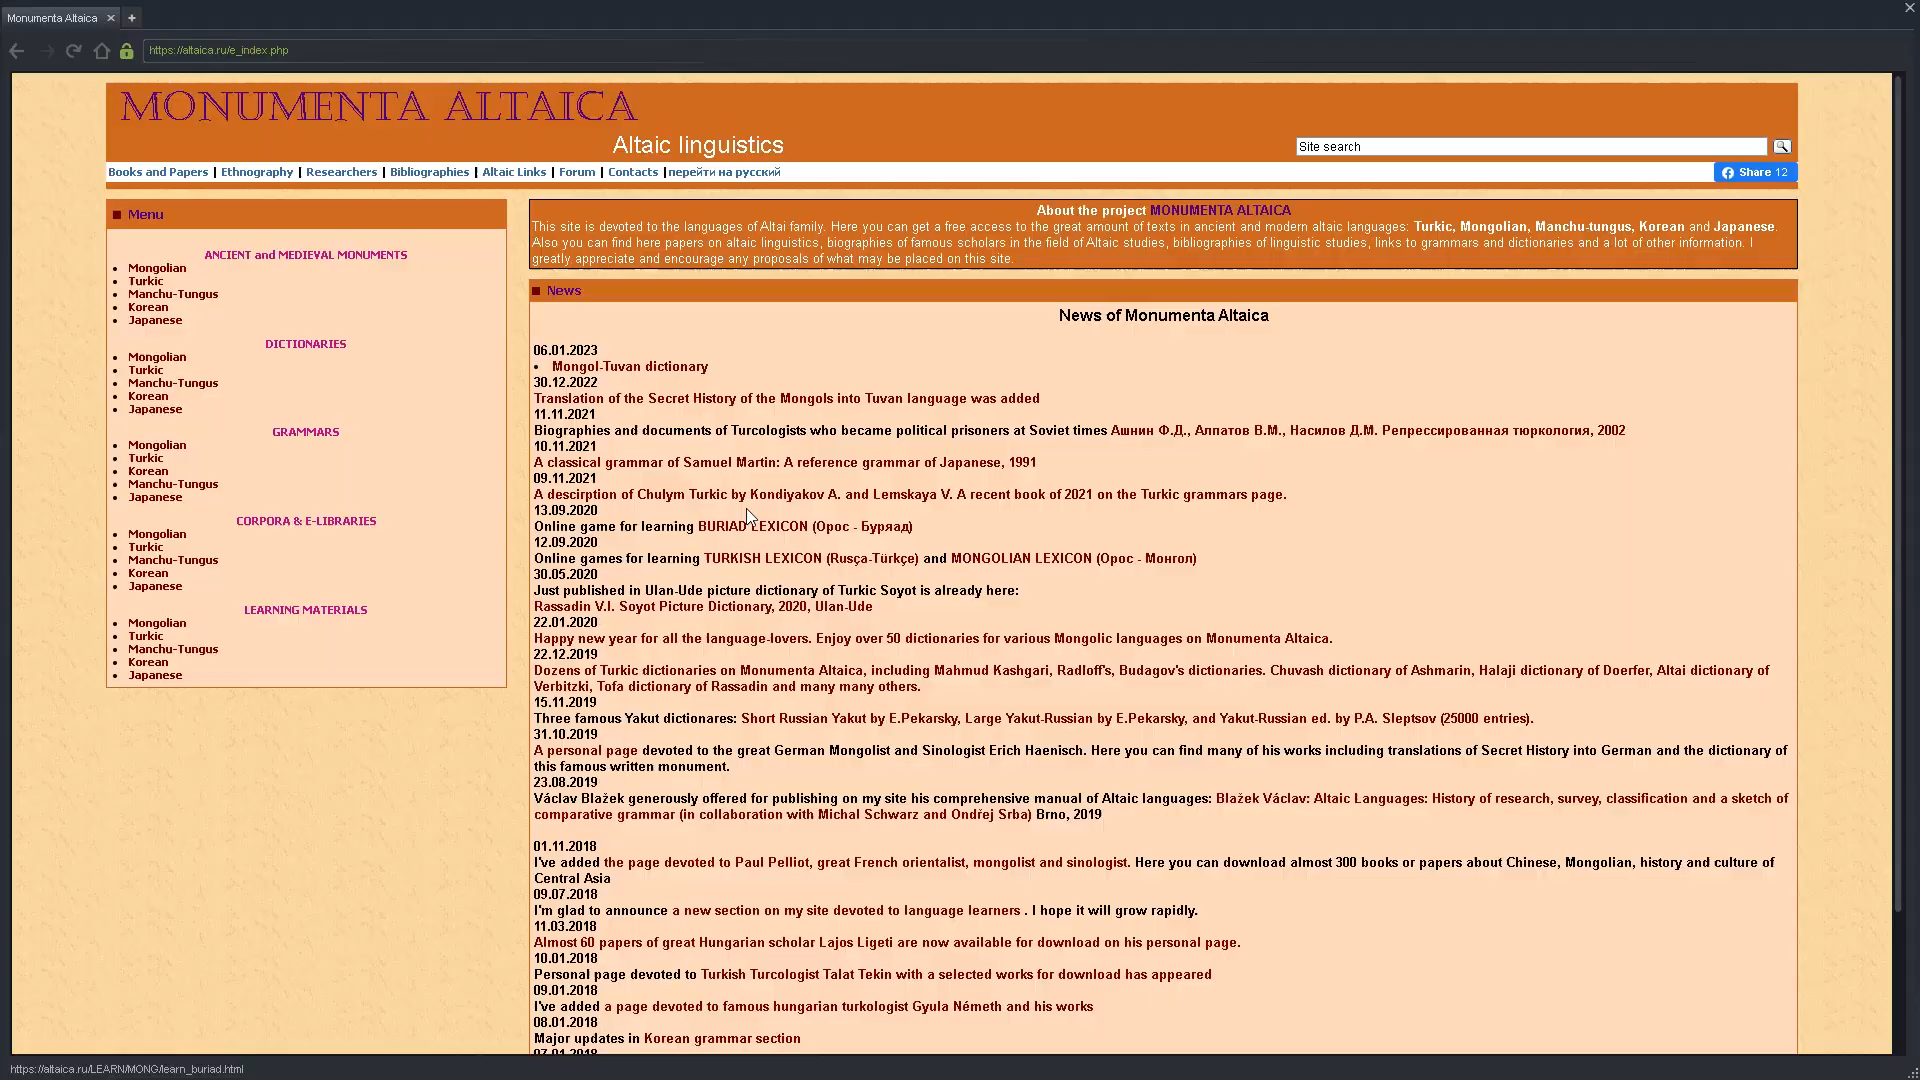 Monumenta Altaica
https://altaica.ru/e_index.php
MONUMENTA ALTAICA
Altaic linguistics
Site search
Books and Papers | Ethnography | Researchers | Bibliographies | Altaic Links | Forum | Contacts |перейти на русский
Share 12
Menu
ANCIENT and MEDIEVAL MONUMENTS
Mongolian
Turkic
Manchu-Tungus
Korean
Japanese
DICTIONARIES
Mongolian
Turkic
Manchu-Tungus
Korean
Japanese
GRAMMARS
Mongolian
Turkic
Korean
Manchu-Tungus
Japanese
CORPORA & E-LIBRARIES
Mongolian
Turkic
Manchu-Tungus
Korean
Japanese
LEARNING MATERIALS
Mongolian
Turkic
Manchu-Tungus
Korean
Japanese
About the project MONUMENTA ALTAICA
This site is devoted to the languages of Altai family. Here you can get a free access to the great amount of texts in ancient and modern altaic languages: Turkic, Mongolian, Manchu-tungus, Korean and Japanese.
Also you can find here papers on altaic linguistics, biographies of famous scholars in the field of Altaic studies, bibliographies of linguistic studies, links to grammars and dictionaries and a lot of other information. I
greatly appreciate and encourage any proposals of what may be placed on this site.
News
News of Monumenta Altaica
06.01.2023
• Mongol-Tuvan dictionary
30.12.2022
Translation of the Secret History of the Mongols into Tuvan language was added
11.11.2021
Biographies and documents of Turcologists who became political prisoners at Soviet times Ашнин Ф.Д., Алпатов В.М., Насилов Д.М. Репрессированная тюркология, 2002
10.11.2021
A classical grammar of Samuel Martin: A reference grammar of Japanese, 1991
09.11.2021
A descirption of Chulym Turkic by Kondiyakov A. and Lemskaya V. A recent book of 2021 on the Turkic grammars page.
13.09.2020
Online game for learning BURIAD LEXICON (Орос - Буряад)
12.09.2020
Online games for learning TURKISH LEXICON (Rusça-Türkçe) and MONGOLIAN LEXICON (Орос - Монгол)
30.05.2020
Just published in Ulan-Ude picture dictionary of Turkic Soyot is already here:
Rassadin V.I. Soyot Picture Dictionary, 2020, Ulan-Ude
22.01.2020
Happy new year for all the language-lovers. Enjoy over 50 dictionaries for various Mongolic languages on Monumenta Altaica.
22.12.2019
Dozens of Turkic dictionaries on Monumenta Altaica, including Mahmud Kashgari, Radloff's, Budagov's dictionaries. Chuvash dictionary of Ashmarin, Halaji dictionary of Doerfer, Altai dictionary of
Verbitzki, Tofa dictionary of Rassadin and many many others.
15.11.2019
Three famous Yakut dictionares: Short Russian Yakut by E.Pekarsky, Large Yakut-Russian by E.Pekarsky, and Yakut-Russian ed. by P.A. Sleptsov (25000 entries).
31.10.2019
A personal page devoted to the great German Mongolist and Sinologist Erich Haenisch. Here you can find many of his works including translations of Secret History into German and the dictionary of
this famous written monument.
23.08.2019
Václav Blažek generously offered for publishing on my site his comprehensive manual of Altaic languages: Blažek Václav: Altaic Languages: History of research, survey, classification and a sketch of
comparative grammar (in collaboration with Michal Schwarz and Ondřej Srba) Brno, 2019
01.11.2018
I've added the page devoted to Paul Pelliot, great French orientalist, mongolist and sinologist. Here you can download almost 300 books or papers about Chinese, Mongolian, history and culture of
Central Asia
09.07.2018
I'm glad to announce a new section on my site devoted to language learners . I hope it will grow rapidly.
11.03.2018
Almost 60 papers of great Hungarian scholar Lajos Ligeti are now available for download on his personal page.
10.01.2018
Personal page devoted to Turkish Turcologist Talat Tekin with a selected works for download has appeared
09.01.2018
I've added a page devoted to famous hungarian turkologist Gyula Németh and his works
08.01.2018
Major updates in Korean grammar section
07.01.2018
https://altaica.ru/LEARN/MONG/learn_buriad.html